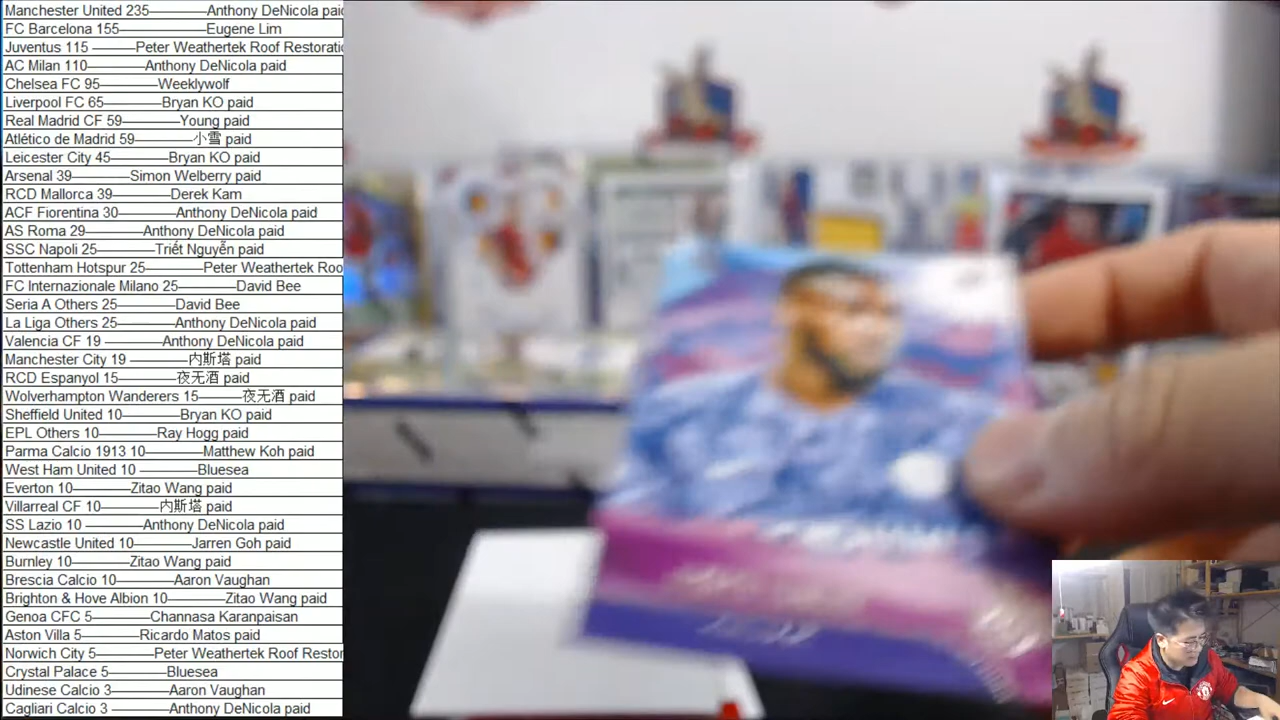 Manchester United 235———Anthony DeNicola paid
FC Barcelona 155————Eugene Lim
Juventus 115 ———Peter Weathertek Roof Restoratio
AC Milan 110———Anthony DeNicola paid
Chelsea FC 95———Weeklywolf
Liverpool FC 65———Bryan KO paid
Real Madrid CF 59———Young paid
Atlético de Madrid 59———小雪 paid
Leicester City 45———Bryan KO paid
Arsenal 39———Simon Welberry paid
RCD Mallorca 39———Derek Kam
ACF Fiorentina 30———Anthony DeNicola paid
AS Roma 29———Anthony DeNicola paid
SSC Napoli 25———Triết Nguyễn paid
Tottenham Hotspur 25———Peter Weathertek Roo
FC Internazionale Milano 25———David Bee
Seria A Others 25———David Bee
La Liga Others 25———Anthony DeNicola paid
Valencia CF 19 ———Anthony DeNicola paid
Manchester City 19 ———内斯塔 paid
RCD Espanyol 15———夜无酒 paid
Wolverhampton Wanderers 15———夜无酒 paid
Sheffield United 10———Bryan KO paid
EPL Others 10———Ray Hogg paid
Parma Calcio 1913 10———Matthew Koh paid
West Ham United 10 ———Bluesea
Everton 10———Zitao Wang paid
Villarreal CF 10———内斯塔 paid
SS Lazio 10 ———Anthony DeNicola paid
Newcastle United 10———Jarren Goh paid
Burnley 10———Zitao Wang paid
Brescia Calcio 10———Aaron Vaughan
Brighton & Hove Albion 10———Zitao Wang paid
Genoa CFC 5———Channasa Karanpaisan
Aston Villa 5———Ricardo Matos paid
Norwich City 5———Peter Weathertek Roof Restor
Crystal Palace 5———Bluesea
Udinese Calcio 3———Aaron Vaughan
Cagliari Calcio 3 ———Anthony DeNicola paid